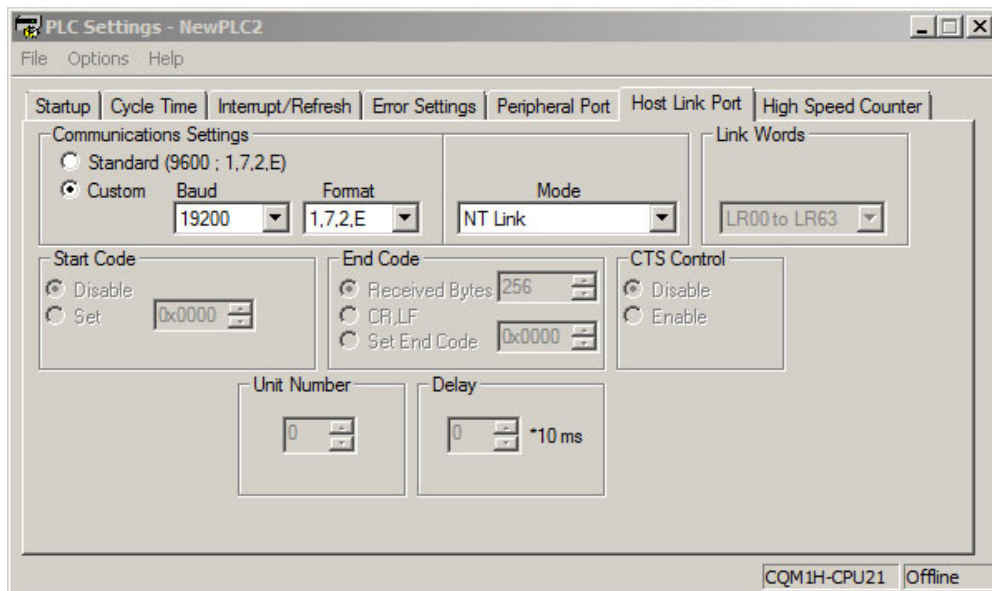 PLC Settings - NewPLC2
File Options Help
Startup Cycle Time Interrupt/Refresh Error Settings Peripheral Port Host Link Port High Speed Counter
Communications Settings
Standard (9600 ; 1,7,2,E)
Custom Baud Format
19200 1,7,2,E
Mode
NT Link
Link Words
LR00 to LR63
Start Code
Disable
Set 0x0000
End Code
Received Bytes 256
CR,LF
Set End Code 0x0000
CTS Control
Disable
Enable
Unit Number
0
Delay
0 *10 ms
CQM1H-CPU21 Offline